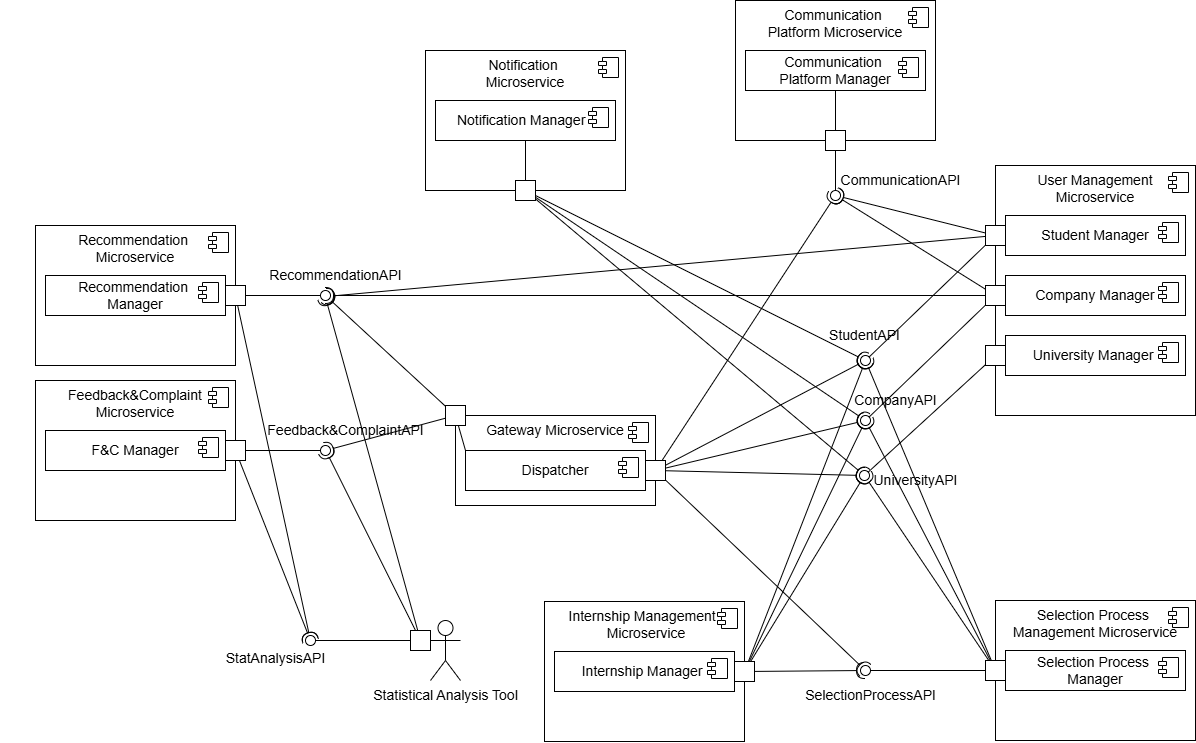 Communication
Platform Microservice
Communication
Platform Manager
Notification
Microservice
Notification Manager
CommunicationAPI
User Management
Microservice
Student Manager
Recommendation
Microservice
RecommendationAPI
Recommendation
Manager
Company Manager
StudentAPI
University Manager
Feedback&Complaint
Microservice
CompanyAPI
Feedback&ComplaintAPI
Gateway Microservice
F&C Manager
Dispatcher
UniversityAPI
Internship Management
Microservice
Selection Process
Management Microservice
StatAnalysisAPI
Internship Manager
Selection Process
Manager
Statistical Analysis Tool
SelectionProcessAPI